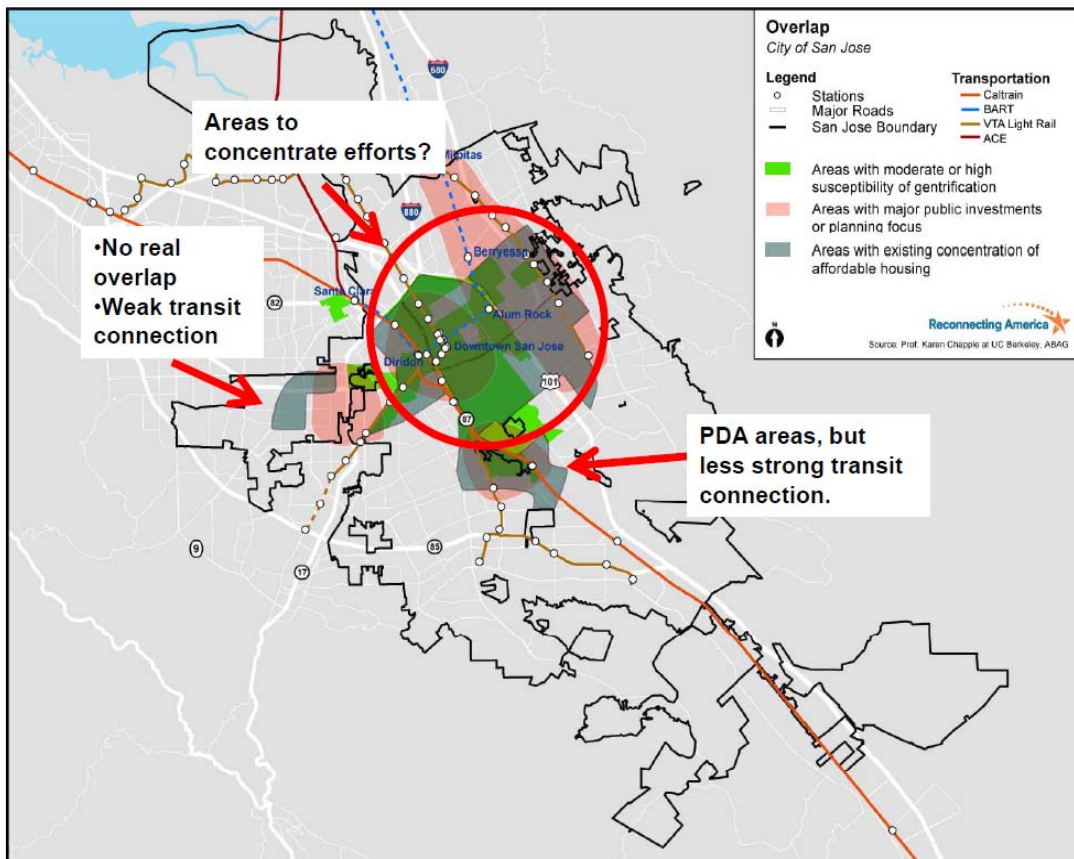 Overlap
City of San Jose
Legend
Stations
Major Roads
San Jose Boundary
Transportation
Caltrain
BART
VTA Light Rail
ACE
Areas with moderate or high
susceptibility of gentrification
Areas with major public investments
or planning focus
Areas with existing concentration of
affordable housing
N
Reconnecting America
Source: Prof. Karen Chapple at UC Berkeley, ABAG
680
Areas to
concentrate efforts?
880
•No real
overlap
•Weak transit
connection
Berryessa
Santa Clara
82
Alum Rock
Downtown San Jose
Diridon
101
87
PDA areas, but
less strong transit
connection.
85
9
17